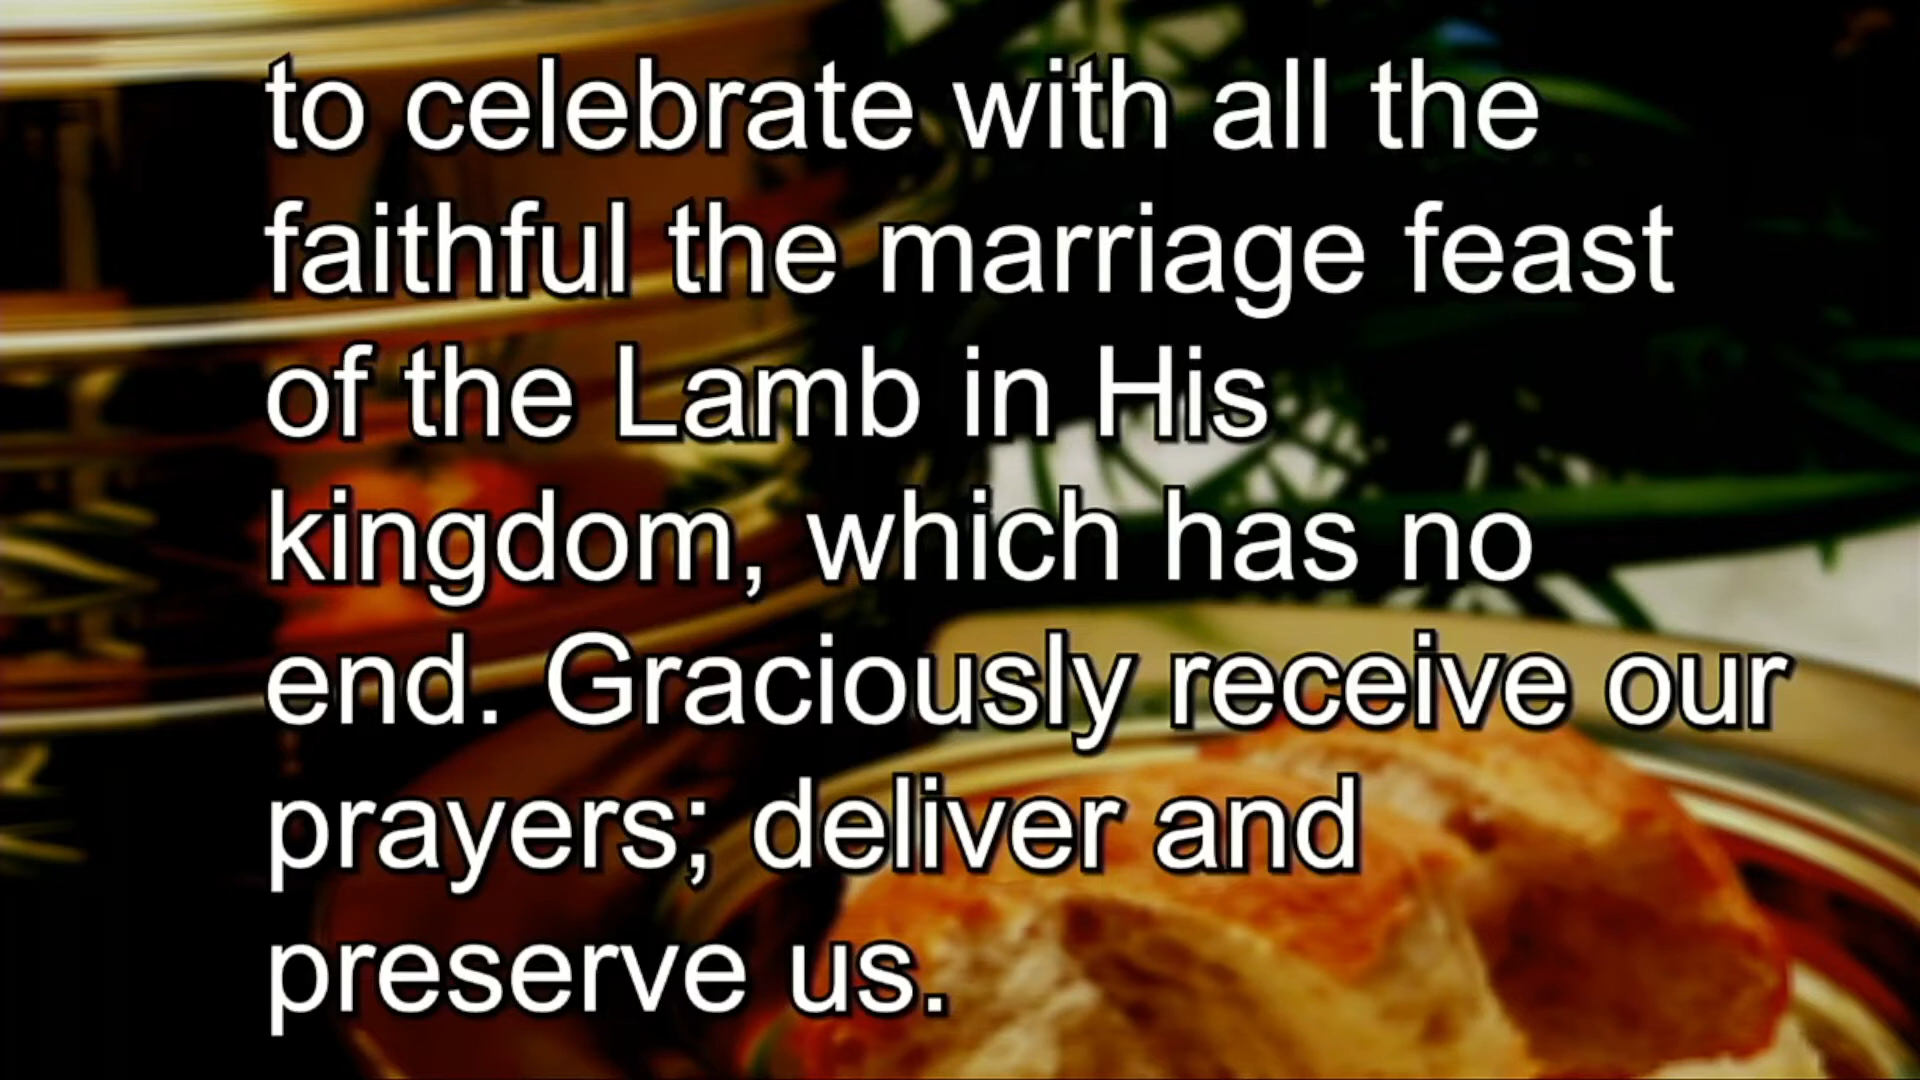 to celebrate with all the
faithful the marriage feast
of the Lamb in His
kingdom, which has no
end. Graciously receive our
prayers; deliver and
preserve us.